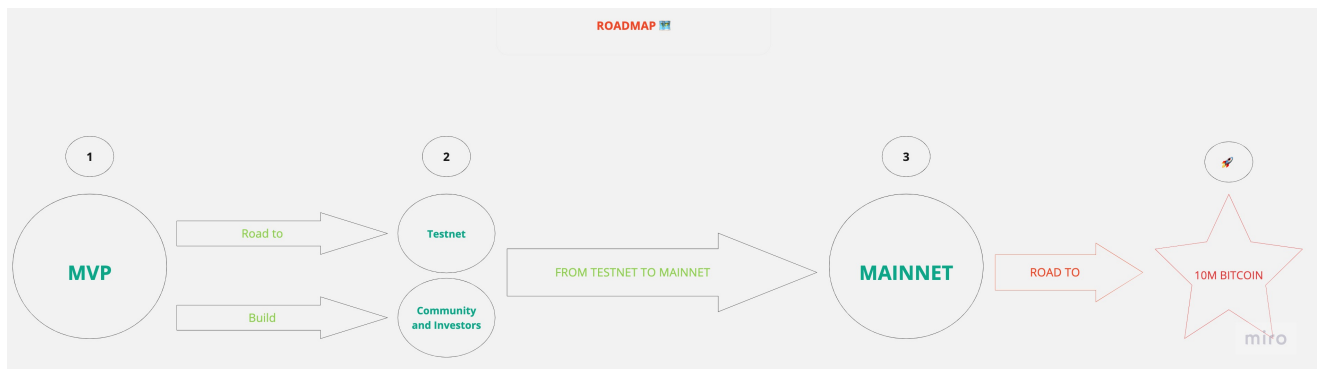 ROADMAP 🗺️
1
2
3
🚀
MVP
Road to
Build
Testnet
Community
and Investors
FROM TESTNET TO MAINNET
MAINNET
ROAD TO
10M BITCOIN
miro